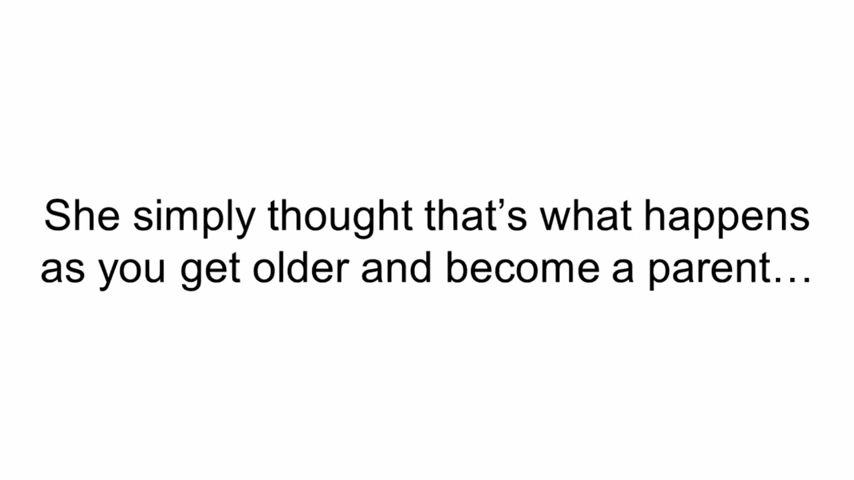 She simply thought that’s what happens
as you get older and become a parent…